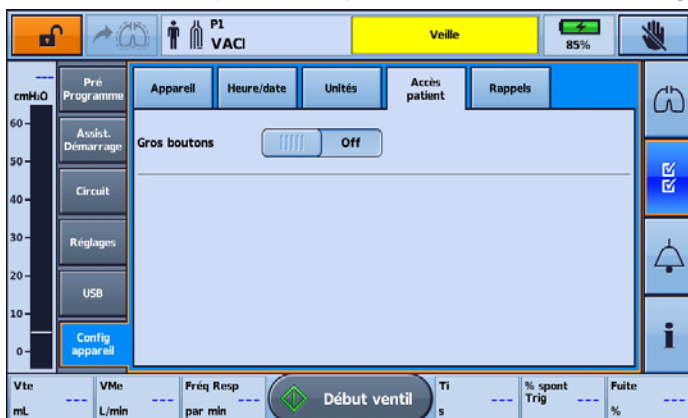 P1
VACI
Veille
85%
---
cmH2O
60
50
40
30
20
10
0
Pré
Programme
Assist.
Démarrage
Circuit
Réglages
USB
Config
appareil
Appareil
Heure/date
Unités
Accès
patient
Rappels
Gros boutons
Off
i
Vte
---
mL
VMe
---
L/min
Fréq Resp
---
par min
Début ventil
Ti
---
s
% spont
Trig
---
Fuite
---
%